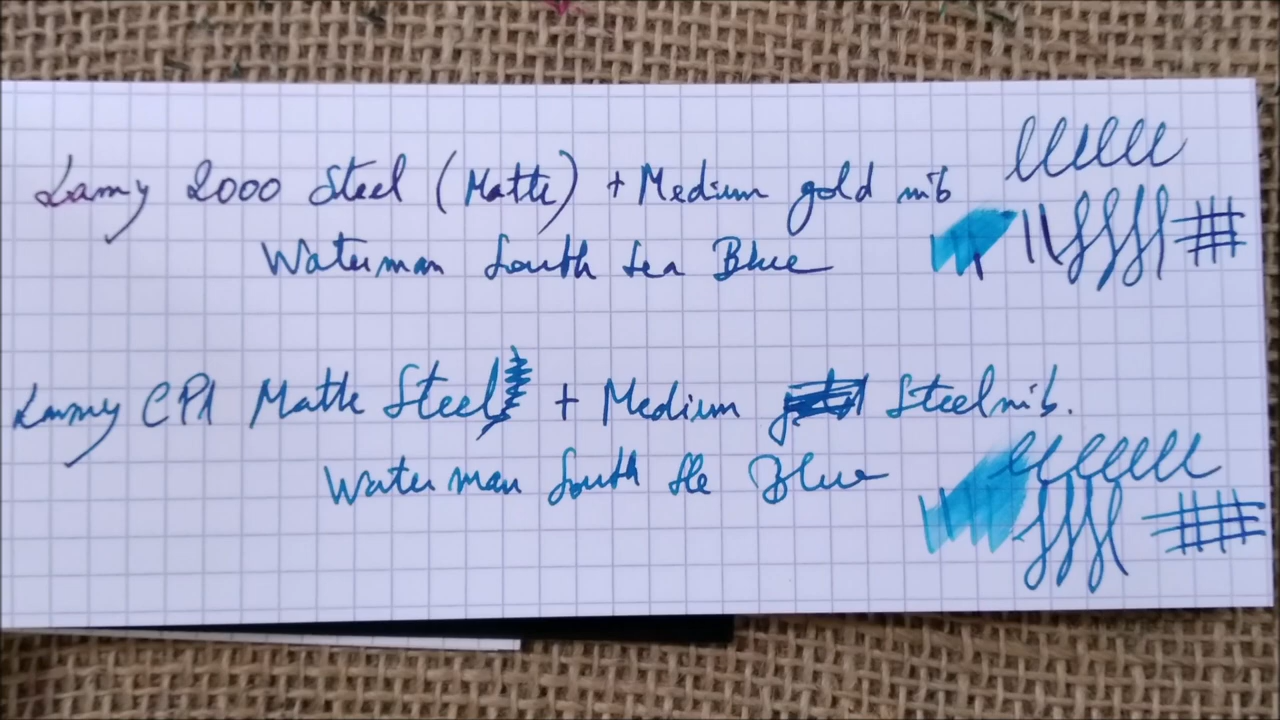 Lamy 2000 Steel (Matte) + Medium gold nib
Waterman South Sea Blue
Lamy CP1 Matte Steel + Medium Steel nib.
Waterman South See Blue